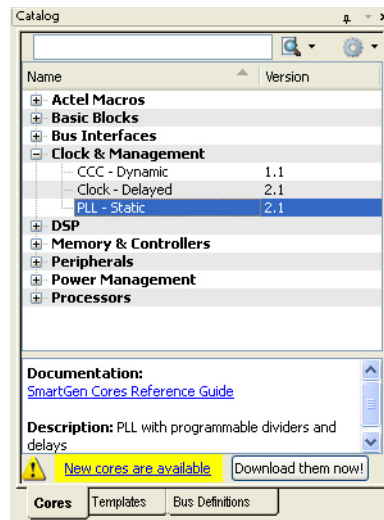 Catalog
Name Version
Actel Macros
Basic Blocks
Bus Interfaces
Clock & Management
CCC - Dynamic 1.1
Clock - Delayed 2.1
PLL - Static 2.1
DSP
Memory & Controllers
Peripherals
Power Management
Processors
Documentation:
SmartGen Cores Reference Guide
Description: PLL with programmable dividers and
delays
New cores are available Download them now!
Cores Templates Bus Definitions